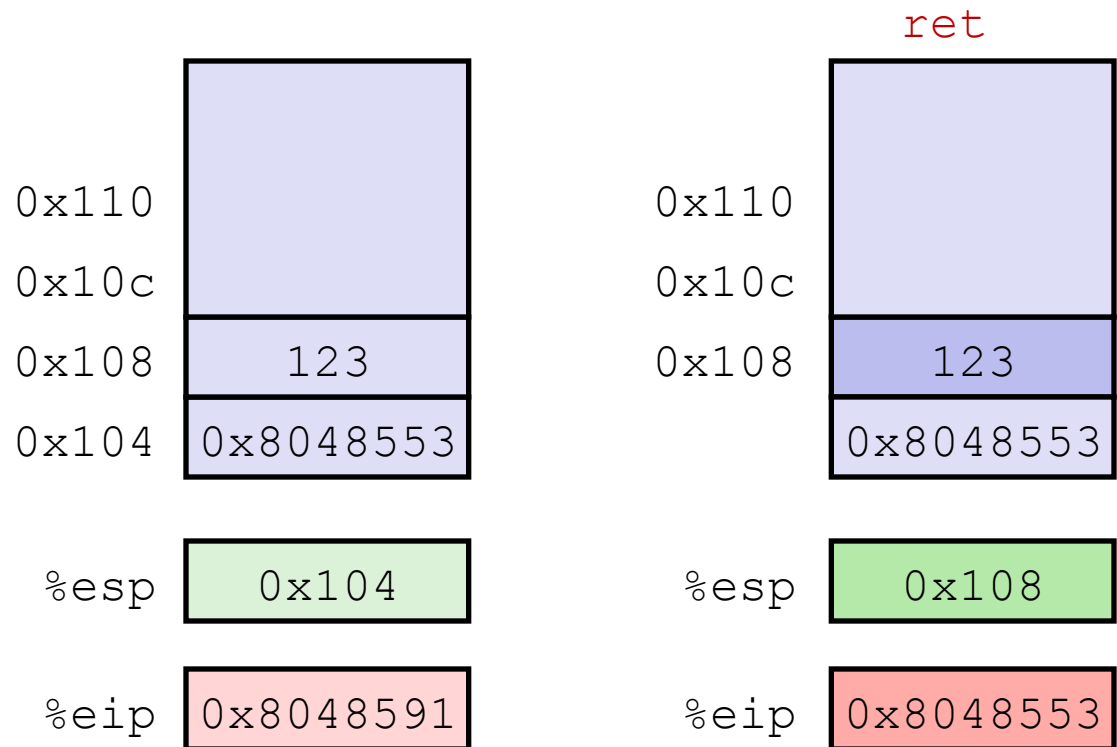 ret
0x110 0x110
0x10c 0x10c
0x108 123 0x108 123
0x104 0x8048553 0x8048553
%esp 0x104 %esp 0x108
%eip 0x8048591 %eip 0x8048553